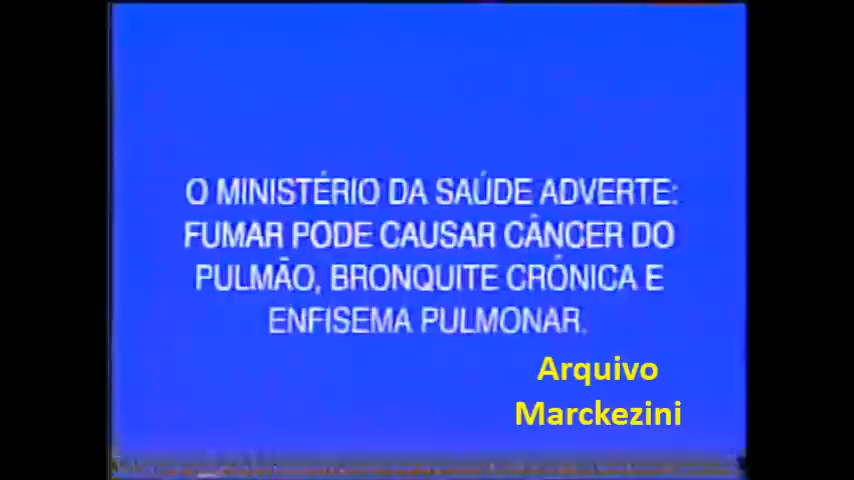 O MINISTÉRIO DA SAÚDE ADVERTE:
FUMAR PODE CAUSAR CÂNCER DO
PULMÃO, BRONQUITE CRÔNICA E
ENFISEMA PULMONAR.
Arquivo
Marckezini